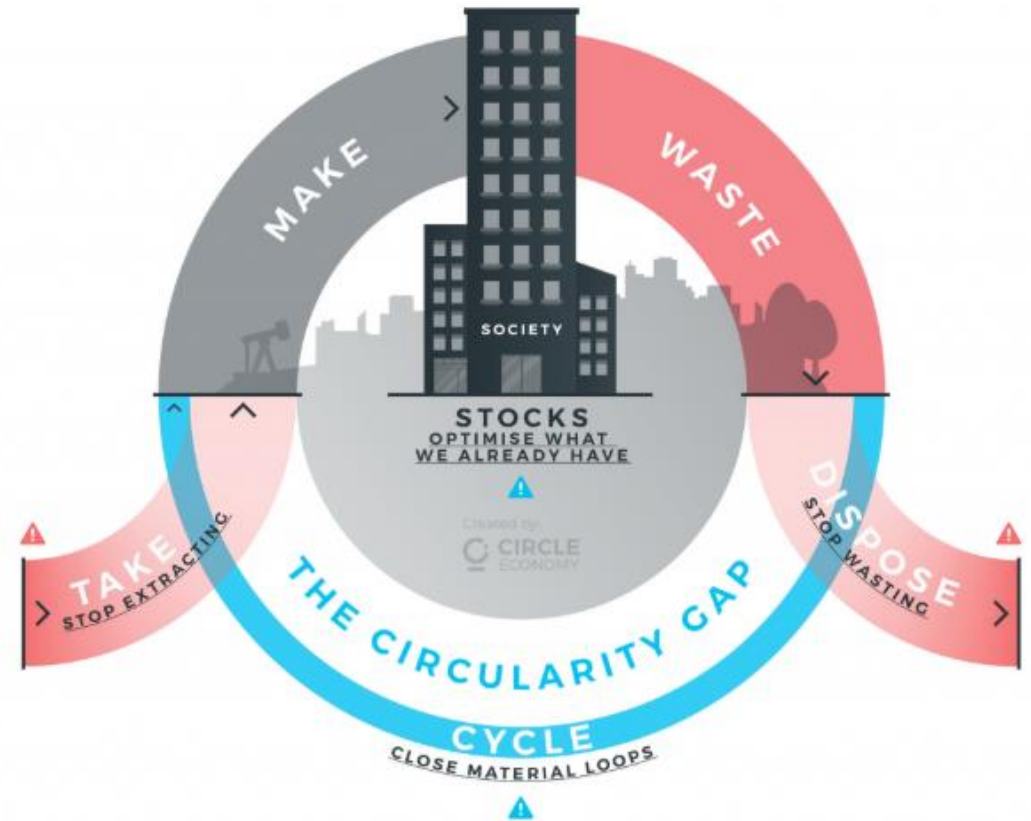 MAKE
WASTE
SOCIETY
STOCKS
OPTIMISE WHAT
WE ALREADY HAVE
Created by:
CIRCLE
ECONOMY
TAKE
STOP EXTRACTING
DISPOSE
STOP WASTING
THE CIRCULARITY GAP
CYCLE
CLOSE MATERIAL LOOPS